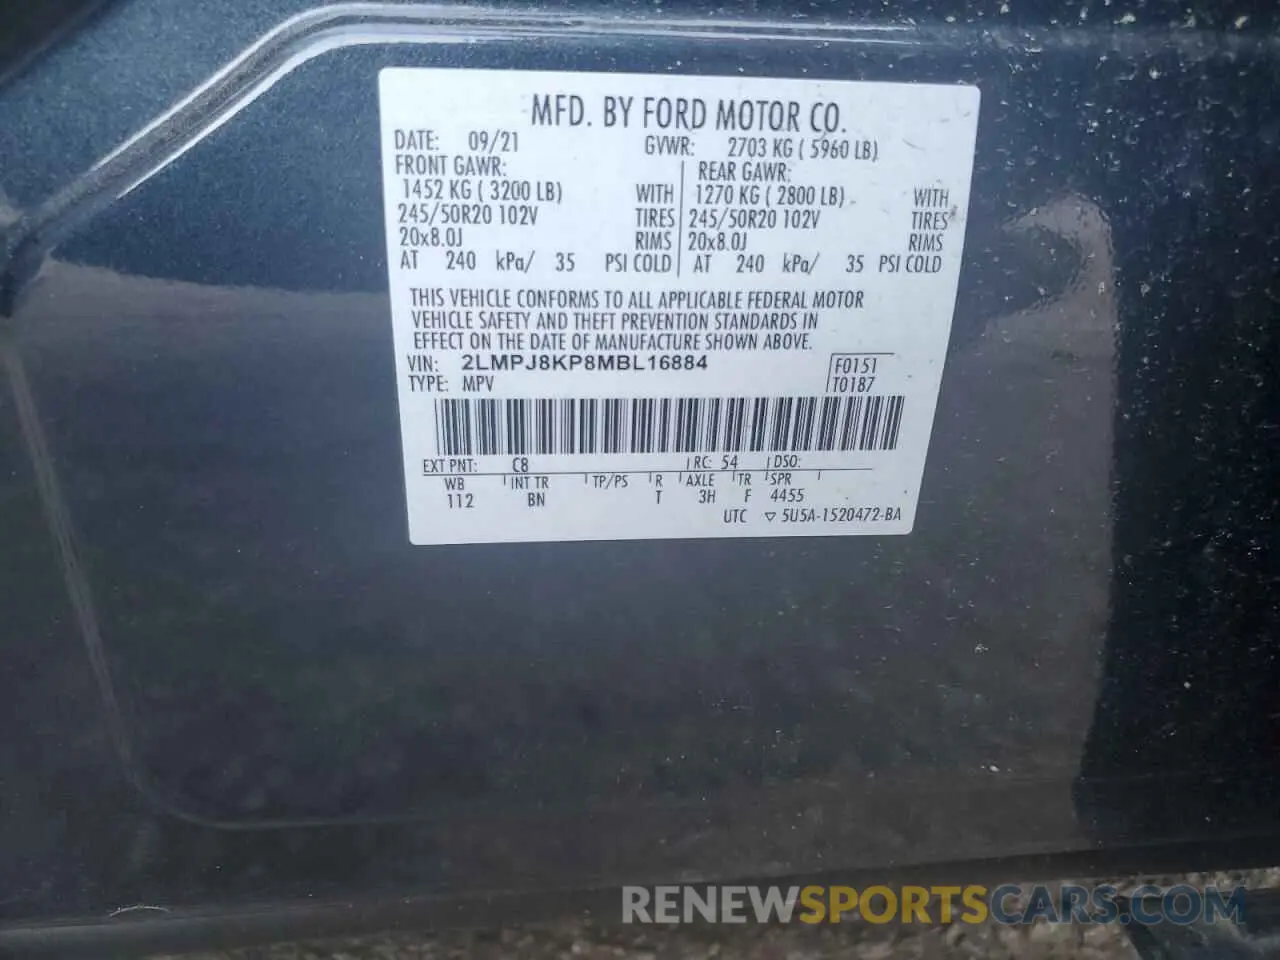 MFD. BY FORD MOTOR CO.
DATE: 09/21 GVWR: 2703 KG ( 5960 LB)
FRONT GAWR: REAR GAWR:
1452 KG ( 3200 LB) WITH 1270 KG ( 2800 LB) WITH
245/50R20 102V TIRES 245/50R20 102V TIRES
20x8.0J RIMS 20x8.0J RIMS
AT 240 kPa/ 35 PSI COLD AT 240 kPa/ 35 PSI COLD
THIS VEHICLE CONFORMS TO ALL APPLICABLE FEDERAL MOTOR
VEHICLE SAFETY AND THEFT PREVENTION STANDARDS IN
EFFECT ON THE DATE OF MANUFACTURE SHOWN ABOVE.
VIN: 2LMPJ8KP8MBL16884 F0151
TYPE: MPV T0187
EXT PNT: C8 RC: 54 DSO:
WB INT TR TP/PS R AXLE TR SPR
112 BN T 3H F 4455
UTC ▽ 5U5A-1520472-BA
RENEWSPORTSCARS.COM